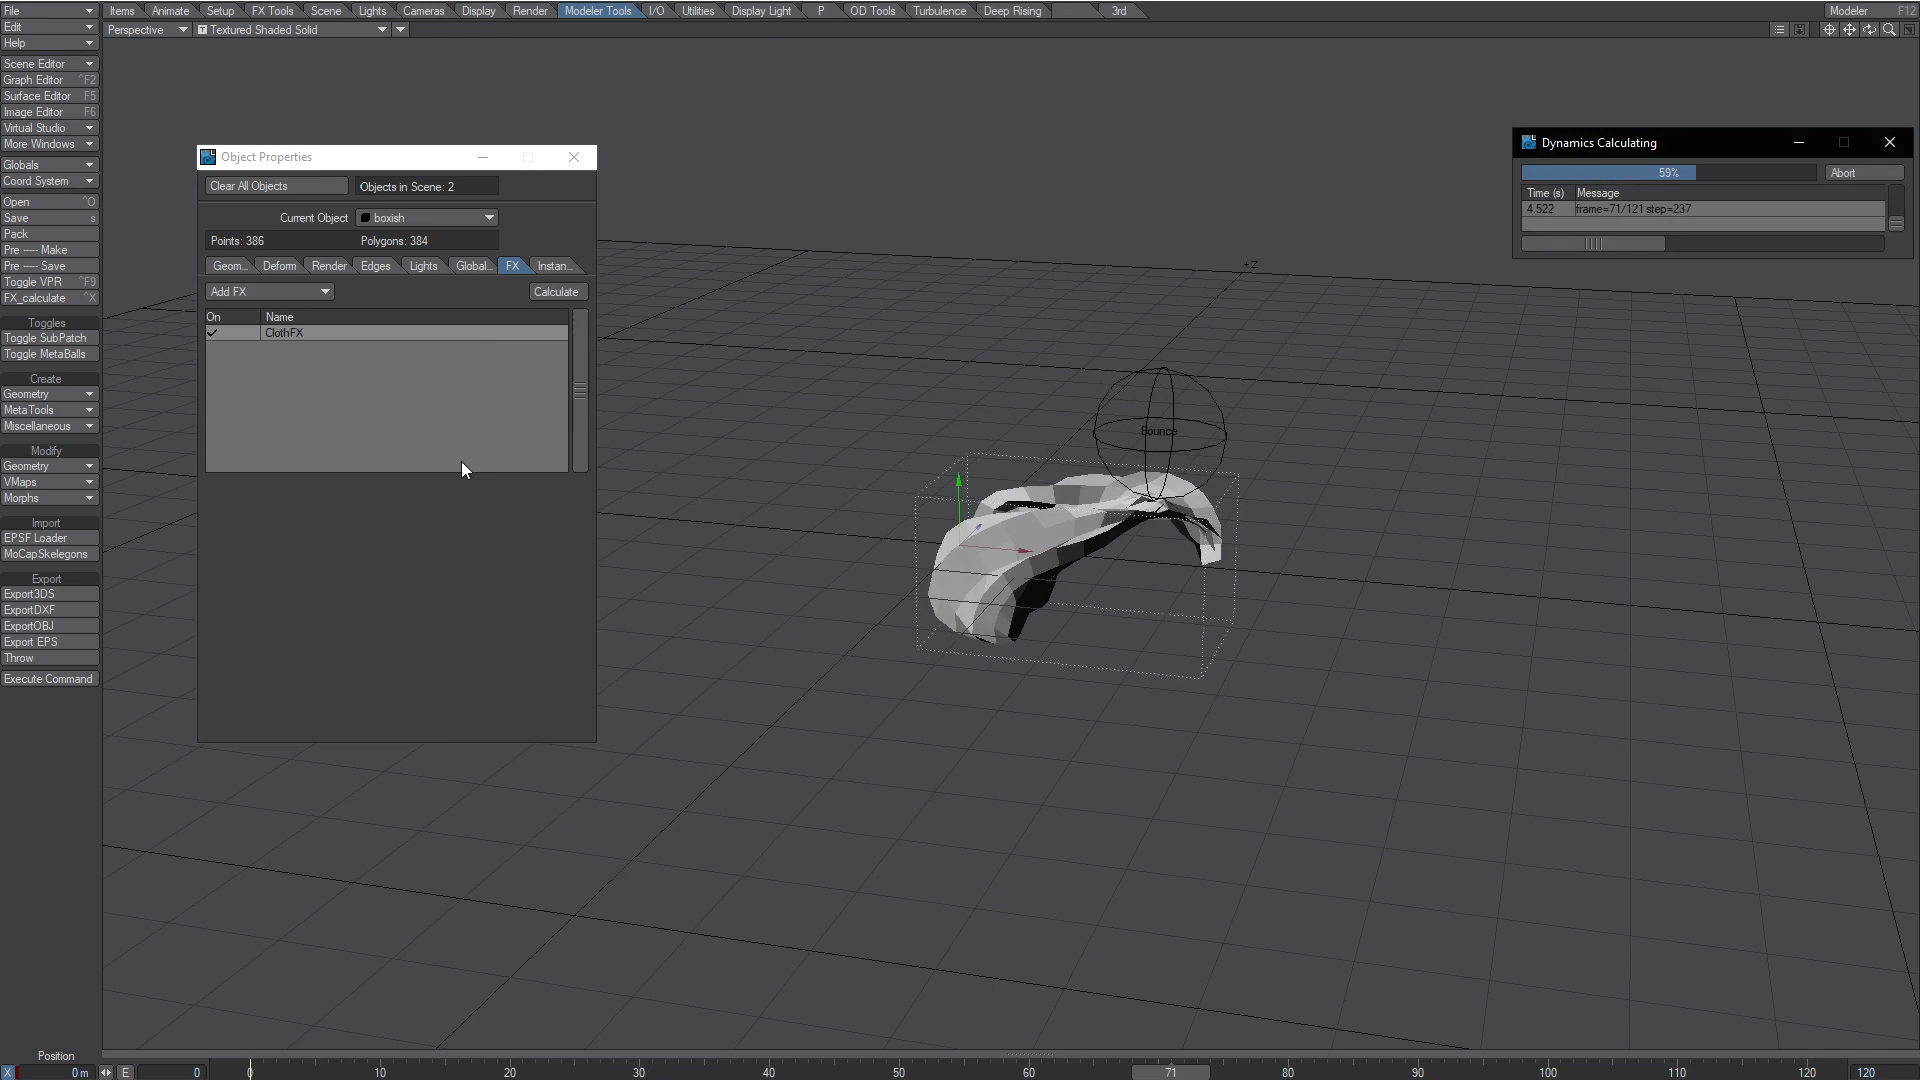 File Items Animate Setup FX Tools Scene Lights Cameras Display Render Modeler Tools I/O Utilities Display Light P OD Tools Turbulence Deep Rising 3rd Modeler F12
Edit Perspective Textured Shaded Solid
Help
Scene Editor
Graph Editor ^F2
Surface Editor F5
Image Editor F6
Virtual Studio
More Windows
Globals
Coord System
Open ^O
Save s
Pack
Pre ---- Make
Pre ---- Save
Toggle VPR ^F9
FX_calculate ^X
Toggles
Toggle SubPatch
Toggle MetaBalls
Create
Geometry
MetaTools
Miscellaneous
Modify
Geometry
VMaps
Morphs
Import
EPSF Loader
MoCapSkelegons
Export
Export3DS
ExportDXF
ExportOBJ
Export EPS
Throw
Execute Command
Object Properties
Clear All Objects Objects in Scene: 2
Current Object boxish
Points: 386 Polygons: 384
Geom... Deform Render Edges Lights Global... FX Instan...
Add FX Calculate
On Name
ClothFX
Dynamics Calculating
59% Abort
Time (s) Message
4.522 frame=71/121 step=237
+Z
Bounce
Position
X 0 m E 0 0 10 20 30 40 50 60 71 80 90 100 110 120 120